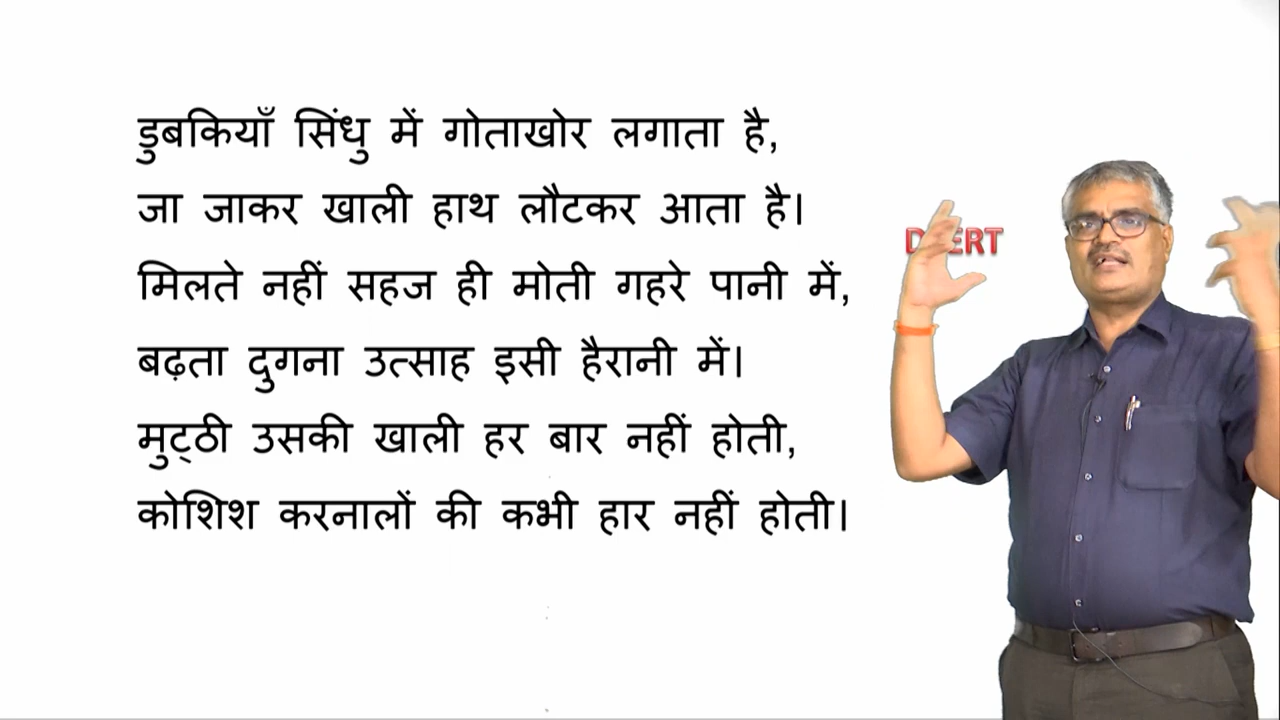 डुबकियाँ सिंधु में गोताखोर लगाता है,
जा जाकर खाली हाथ लौटकर आता है।
मिलते नहीं सहज ही मोती गहरे पानी में,
बढ़ता दुगना उत्साह इसी हैरानी में।
मुट्ठी उसकी खाली हर बार नहीं होती,
कोशिश करनालों की कभी हार नहीं होती।